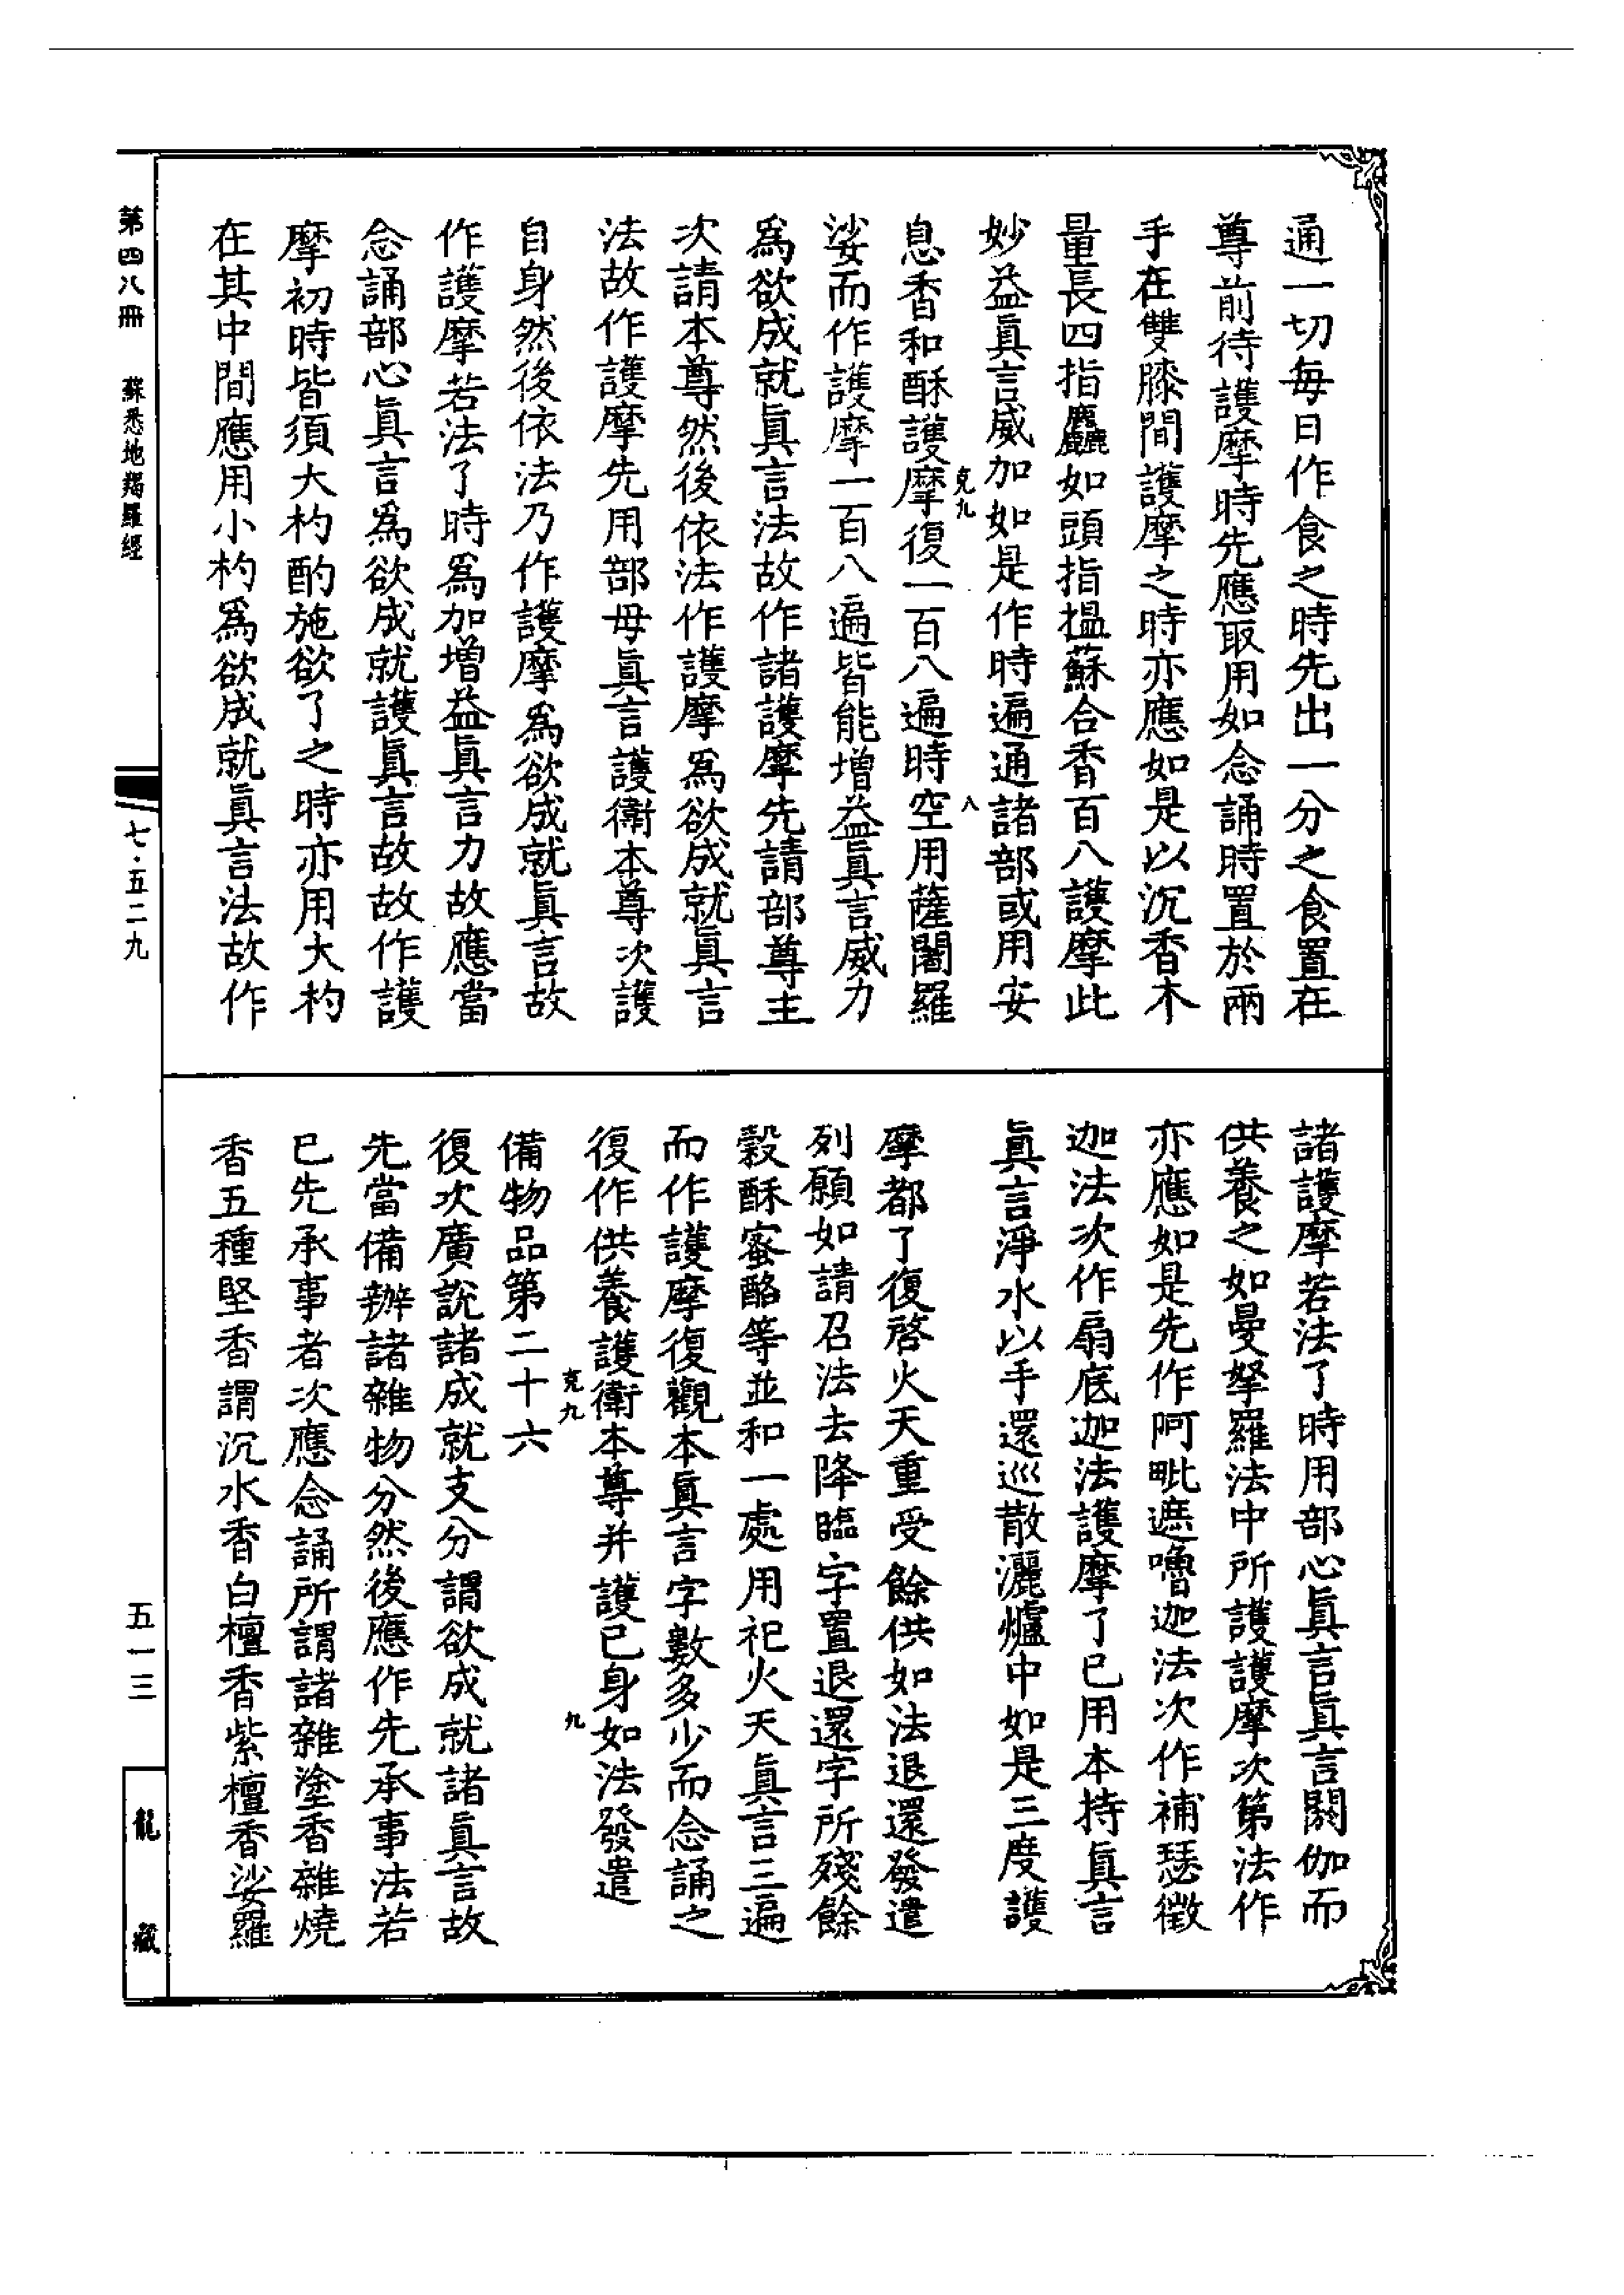 通一切每日作食之時先出一分之食置在
尊前待護摩時先應取用如念誦時置於兩
手在雙膝間護摩之時亦應如是以沉香木
量長四指麤如頭指搵蘇合香百八護摩此
妙益眞言威加如是作時遍通諸部或用安
克九
八
息香和酥護摩復一百八遍時空用薩闍羅
娑而作護摩一百八遍皆能增益眞言威力
爲欲成就眞言法故作諸護摩先請部尊主
次請本尊然後依法作護摩爲欲成就眞言
法故作護摩先用部母眞言護衛本尊次護
自身然後依法乃作護摩爲欲成就眞言故
作護摩若法了時爲加增益眞言力故應當
念誦部心眞言爲欲成就護眞言故故作護
摩初時皆須大杓酌施欲了之時亦用大杓
在其中間應用小杓爲欲成就眞言法故作
諸護摩若法了時用部心眞言眞言閼伽而
供養之如曼拏羅法中所護護摩次第法作
亦應如是先作阿毗遮嚕迦法次作補瑟徵
迦法次作扇底迦法護摩了已用本持眞言
眞言淨水以手還巡散灑爐中如是三度護
摩都了復啓火天重受餘供如法退還發遣
列願如請召法去降臨字置退還字所殘餘
穀酥蜜酪等並和一處用祀火天眞言三遍
而作護摩復觀本眞言字數多少而念誦之
復作供養護衛本尊并護已身如法發遣
克九
九
備物品第二十六
復次廣說諸成就支分謂欲成就諸眞言故
先當備辦諸雜物分然後應作先承事法若
已先承事者次應念誦所謂諸雜塗香雜燒
香五種堅香謂沉水香白檀香紫檀香娑羅
第四八冊 蘇悉地羯羅經
七·五二九
五一三
龍藏